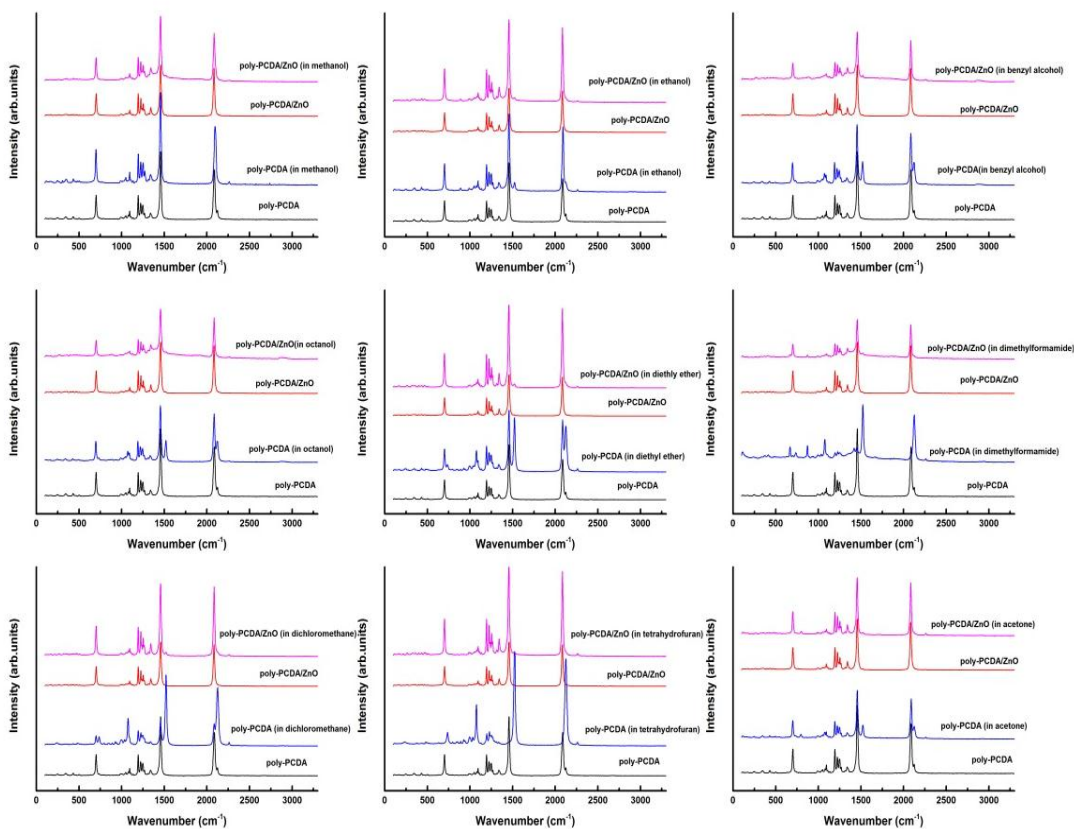 Intensity (arb.units)
poly-PCDA/ZnO (in methanol)
poly-PCDA/ZnO
poly-PCDA (in methanol)
poly-PCDA
0 500 1000 1500 2000 2500 3000
Wavenumber (cm-1)
Intensity (arb.units)
poly-PCDA/ZnO (in ethanol)
poly-PCDA/ZnO
poly-PCDA (in ethanol)
poly-PCDA
0 500 1000 1500 2000 2500 3000
Wavenumber (cm-1)
Intensity (arb.units)
poly-PCDA/ZnO (in benzyl alcohol)
poly-PCDA/ZnO
poly-PCDA(in benzyl alcohol)
poly-PCDA
0 500 1000 1500 2000 2500 3000
Wavenumber (cm-1)
Intensity (arb.units)
poly-PCDA/ZnO(in octanol)
poly-PCDA/ZnO
poly-PCDA (in octanol)
poly-PCDA
0 500 1000 1500 2000 2500 3000
Wavenumber (cm-1)
Intensity (arb.units)
poly-PCDA/ZnO (in diethly ether)
poly-PCDA/ZnO
poly-PCDA (in diethyl ether)
poly-PCDA
0 500 1000 1500 2000 2500 3000
Wavenumber (cm-1)
Intensity (arb.units)
poly-PCDA/ZnO (in dimethylformamide)
poly-PCDA/ZnO
poly-PCDA (in dimethylformamide)
poly-PCDA
0 500 1000 1500 2000 2500 3000
Wavenumber (cm-1)
Intensity (arb.units)
poly-PCDA/ZnO (in dichloromethane)
poly-PCDA/ZnO
poly-PCDA (in dichloromethane)
poly-PCDA
0 500 1000 1500 2000 2500 3000
Wavenumber (cm-1)
Intensity (arb.units)
poly-PCDA/ZnO (in tetrahydrofuran)
poly-PCDA/ZnO
poly-PCDA (in tetrahydrofuran)
poly-PCDA
0 500 1000 1500 2000 2500 3000
Wavenumber (cm-1)
Intensity (arb.units)
poly-PCDA/ZnO (in acetone)
poly-PCDA/ZnO
poly-PCDA (in acetone)
poly-PCDA
0 500 1000 1500 2000 2500 3000
Wavenumber (cm-1)